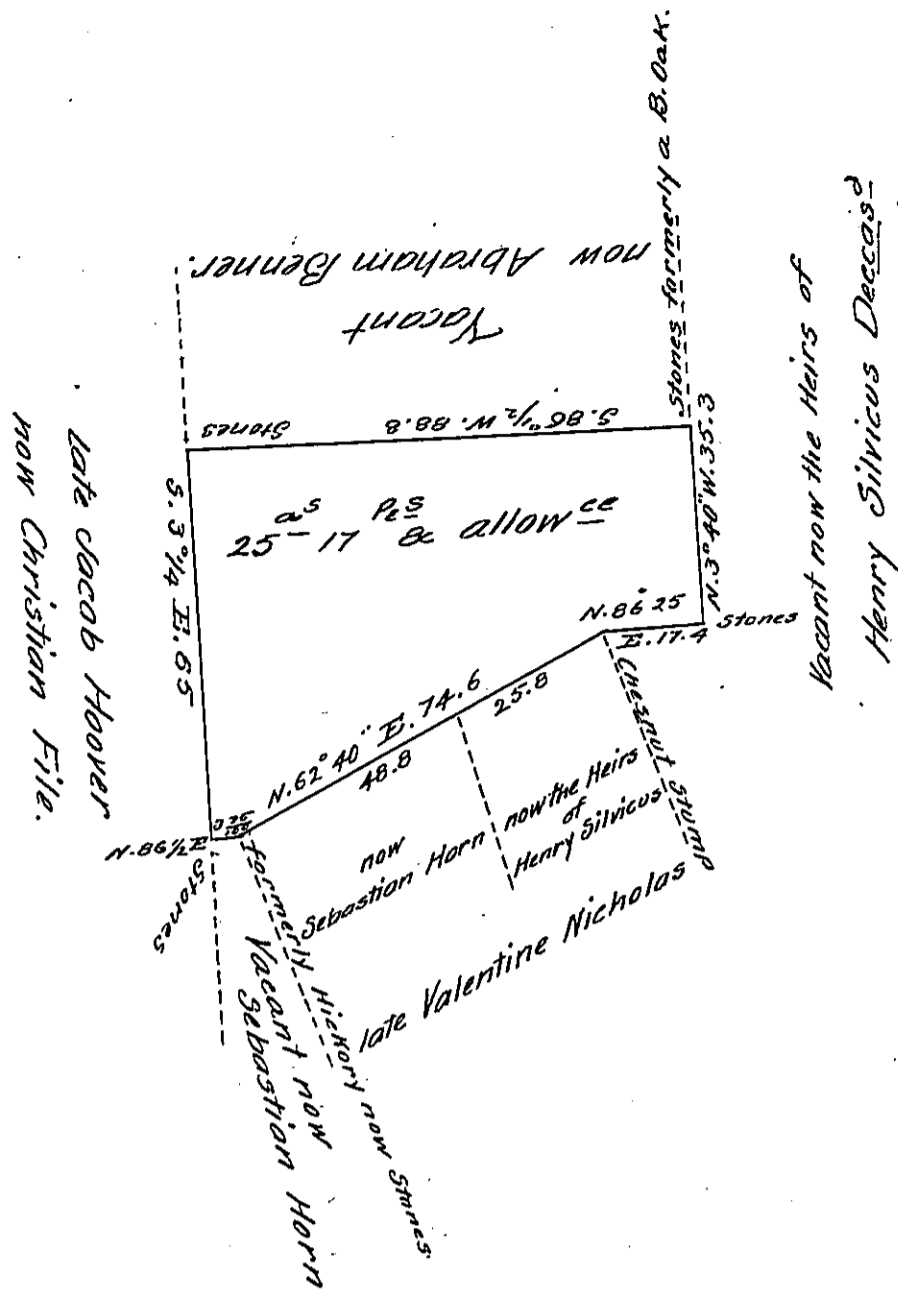 Stones formerly a B. Oak.
now Abraham Benner.
Vacant
S. 86°1/2 W. 88.8
Stones
Vacant now the Heirs of
Henry Silvicus Deceasd
N. 3° 40" W. 35.3
25 as 17 Pes & allowce
S. 3°1/4 E. 65
late Jacob Hoover
now Christian File.
N. 86° 25
E. 17.4
Stones
N. 62° 40" E. 74.6
25.8
48.8
Chesnut Stump
now
Sebastian Horn
now the Heirs
of
Henry Silvicus
late Valentine Nicholas
N. 86 1/2 E
Stones
formerly Hickory now Stones
Vacant now
Sebastian Horn